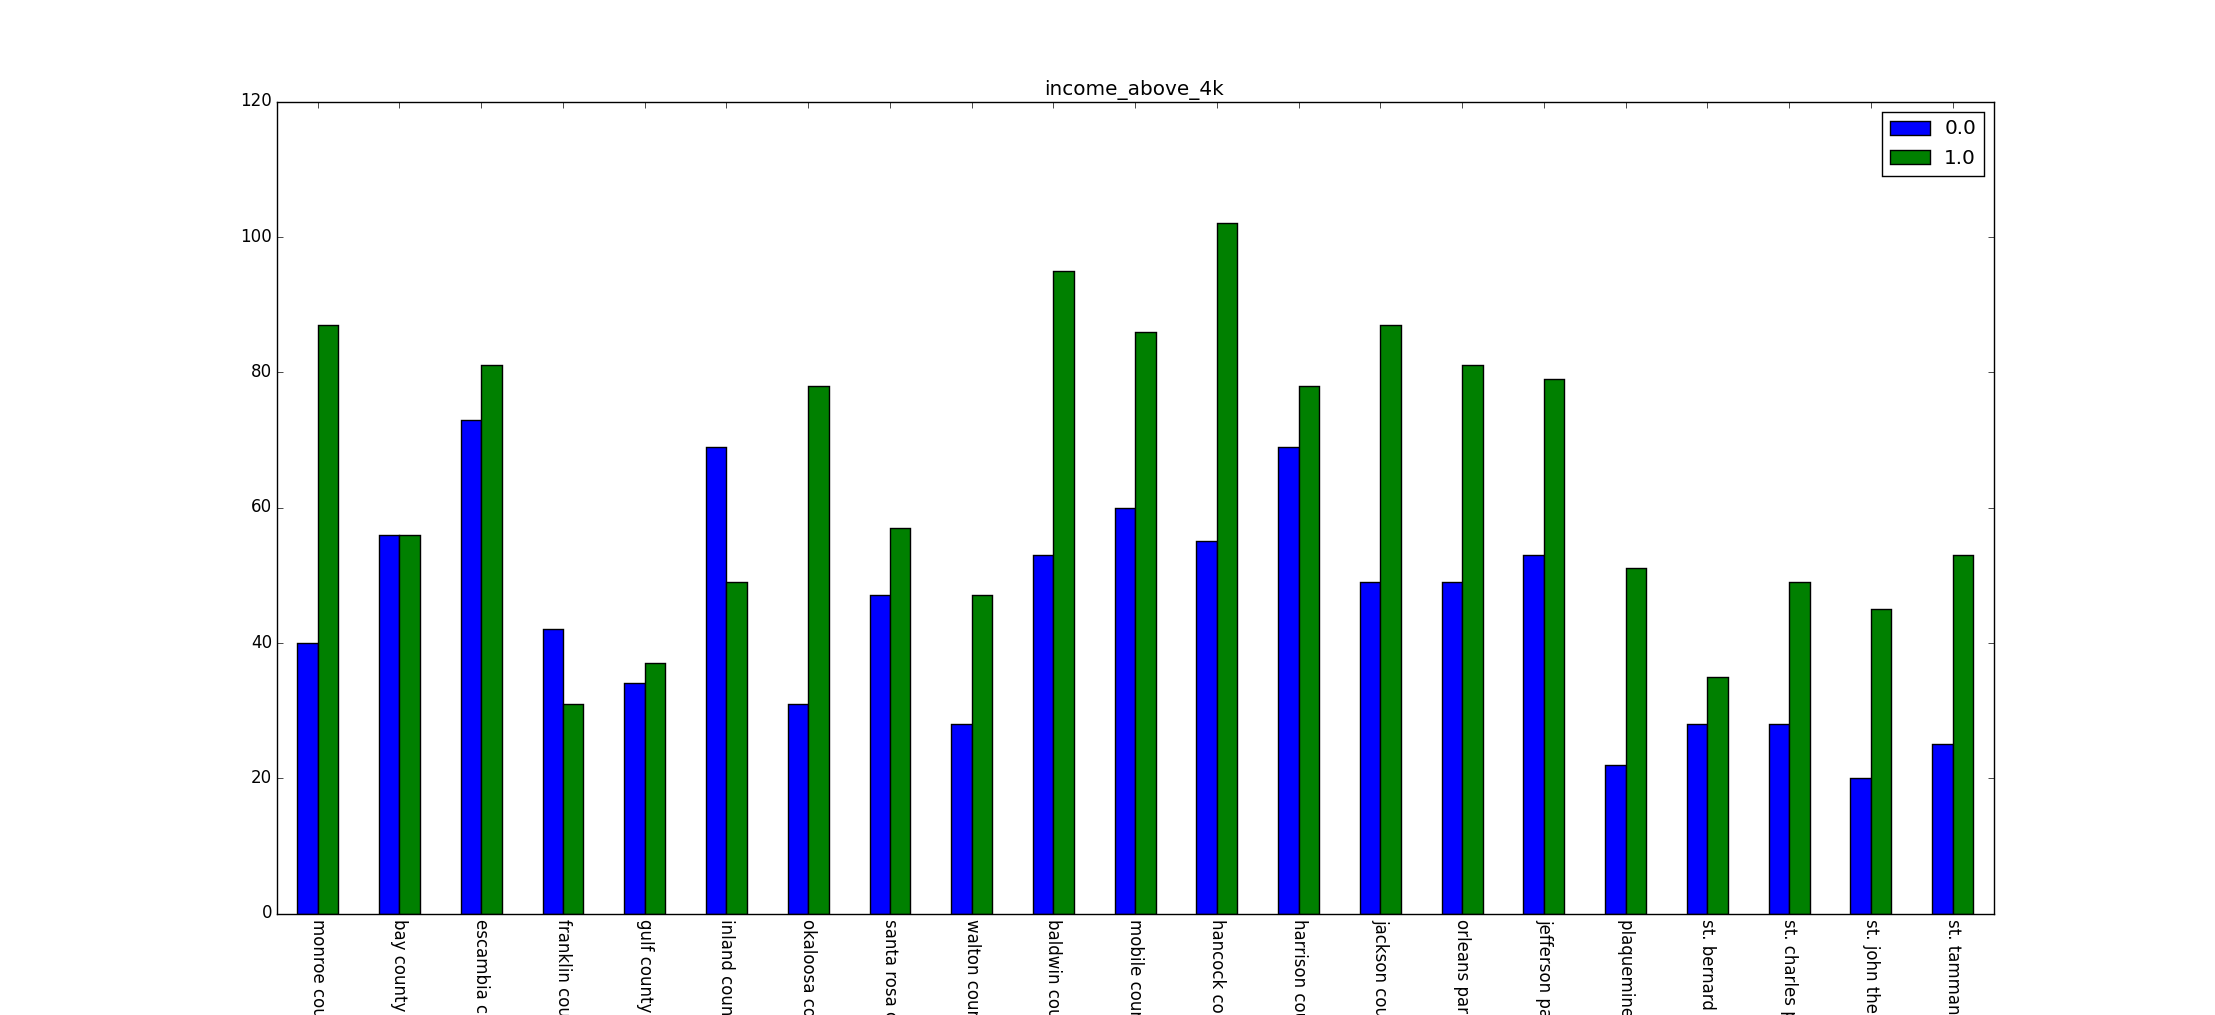 income_above_4k
0.0
1.0
120
100
80
60
40
20
0
monroe cou
bay county
escambia c
franklin cou
gulf county
inland coun
okaloosa co
santa rosa c
walton coun
baldwin cou
mobile coun
hancock co
harrison cou
jackson cou
orleans par
jefferson pa
plaquemine
st. bernard
st. charles p
st. john the
st. tamman